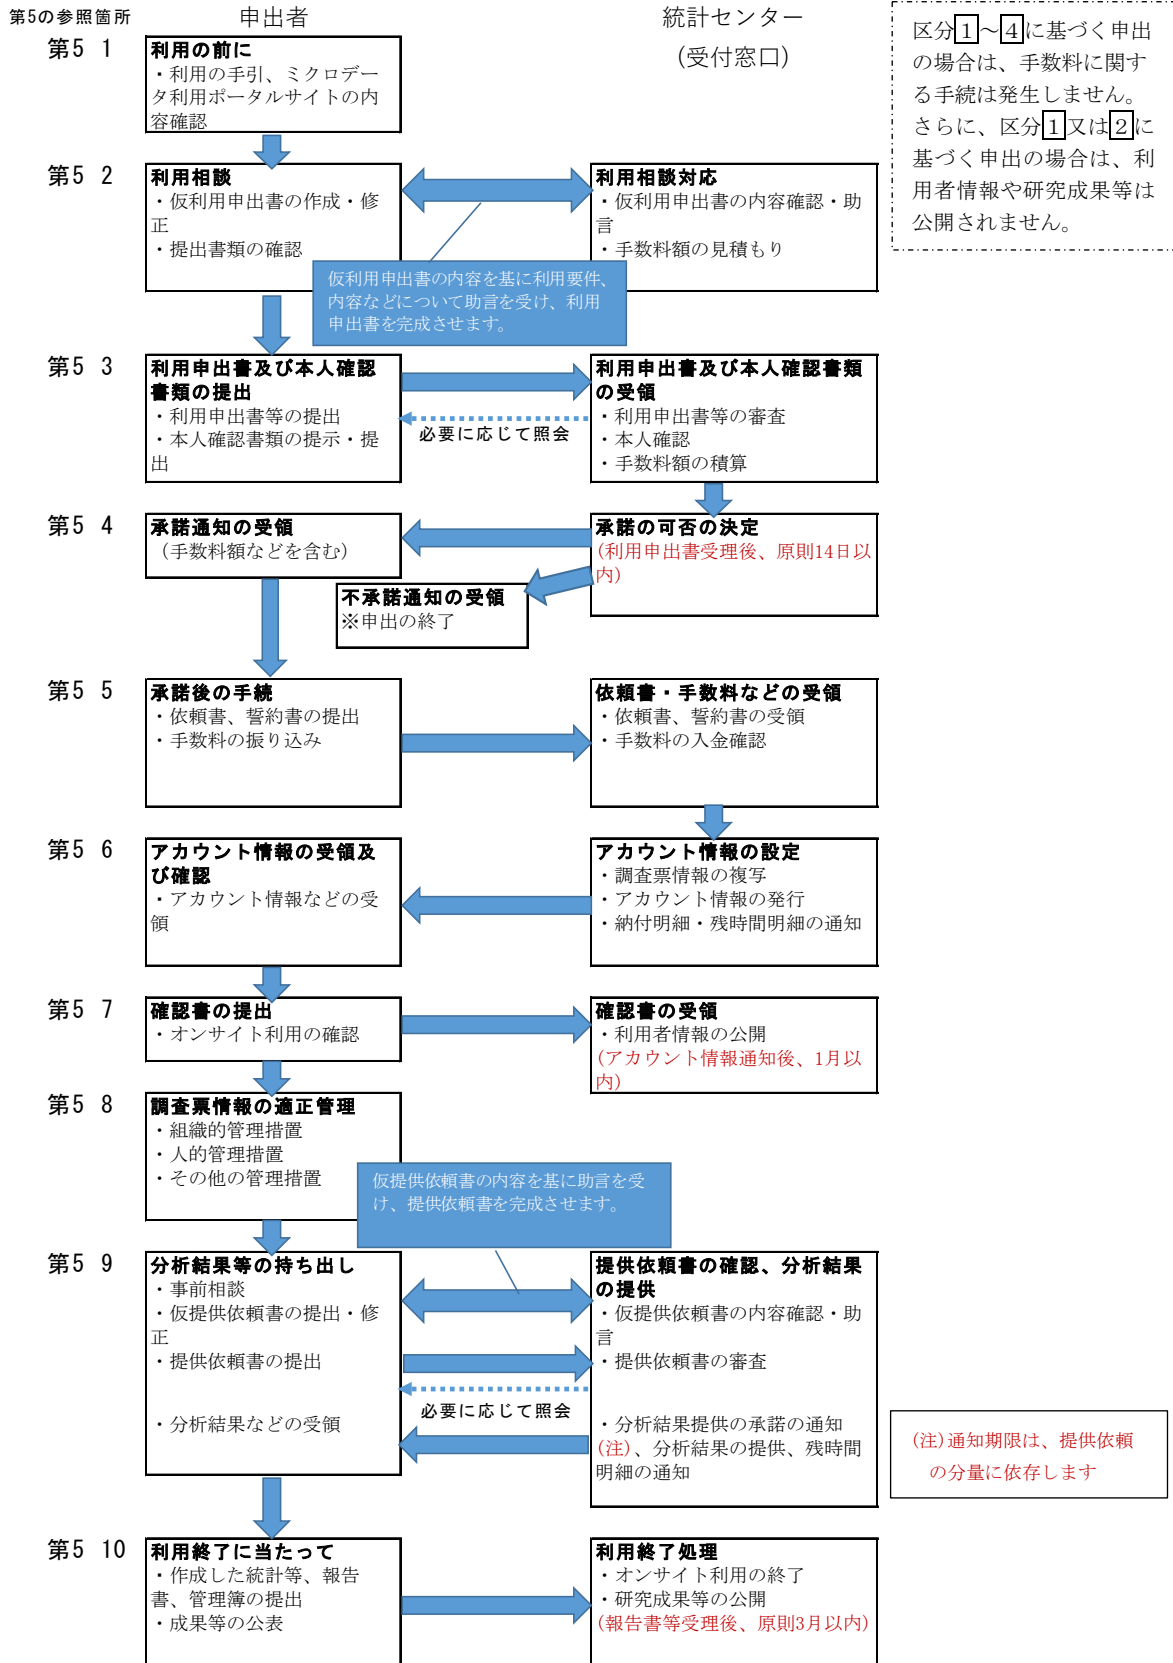 第5の参照箇所
申出者
統計センター
(受付窓口)
区分1～4に基づく申出
の場合は、手数料に関す
る手続は発生しません。
さらに、区分1又は2に
基づく申出の場合は、利
用者情報や研究成果等は
公開されません。
第5 1
利用の前に
・利用の手引、ミクロデー
タ利用ポータルサイトの内
容確認
第5 2
利用相談
・仮利用申出書の作成・修
正
・提出書類の確認
利用相談対応
・仮利用申出書の内容確認・助
言
・手数料額の見積もり
仮利用申出書の内容を基に利用要件、
内容などについて助言を受け、利用
申出書を完成させます。
第5 3
利用申出書及び本人確認
書類の提出
・利用申出書等の提出
・本人確認書類の提示・提
出
必要に応じて照会
利用申出書及び本人確認書類
の受領
・利用申出書等の審査
・本人確認
・手数料額の積算
第5 4
承諾通知の受領
（手数料額などを含む）
承諾の可否の決定
(利用申出書受理後、原則14日以
内)
不承諾通知の受領
※申出の終了
第5 5
承諾後の手続
・依頼書、誓約書の提出
・手数料の振り込み
依頼書・手数料などの受領
・依頼書、誓約書の受領
・手数料の入金確認
第5 6
アカウント情報の受領及
び確認
・アカウント情報などの受
領
アカウント情報の設定
・調査票情報の複写
・アカウント情報の発行
・納付明細・残時間明細の通知
第5 7
確認書の提出
・オンサイト利用の確認
確認書の受領
・利用者情報の公開
(アカウント情報通知後、1月以
内)
第5 8
調査票情報の適正管理
・組織的管理措置
・人的管理措置
・その他の管理措置
仮提供依頼書の内容を基に助言を受
け、提供依頼書を完成させます。
第5 9
分析結果等の持ち出し
・事前相談
・仮提供依頼書の提出・修
正
・提供依頼書の提出
・分析結果などの受領
必要に応じて照会
提供依頼書の確認、分析結果
の提供
・仮提供依頼書の内容確認・助
言
・提供依頼書の審査
・分析結果提供の承諾の通知
(注)、分析結果の提供、残時間
明細の通知
(注)通知期限は、提供依頼
の分量に依存します
第5 10
利用終了に当たって
・作成した統計等、報告
書、管理簿の提出
・成果等の公表
利用終了処理
・オンサイト利用の終了
・研究成果等の公開
(報告書等受理後、原則3月以内)